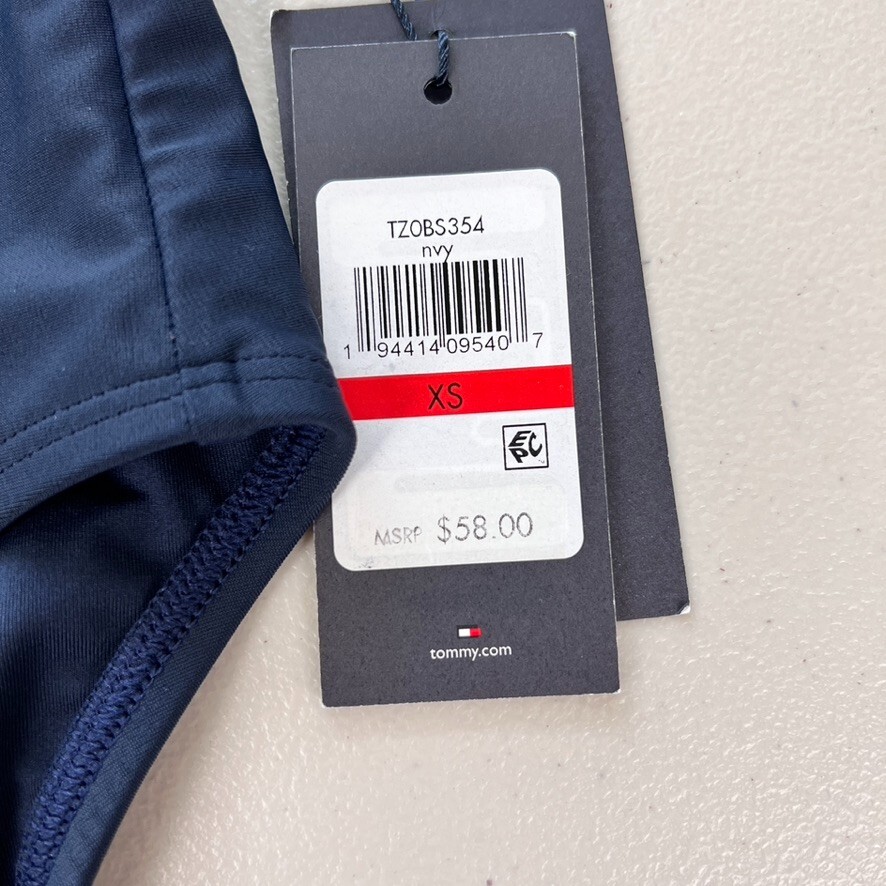 TZ0BS354
nvy
1 94414 09540 7
XS
EPC
MSRP $58.00
tommy.com